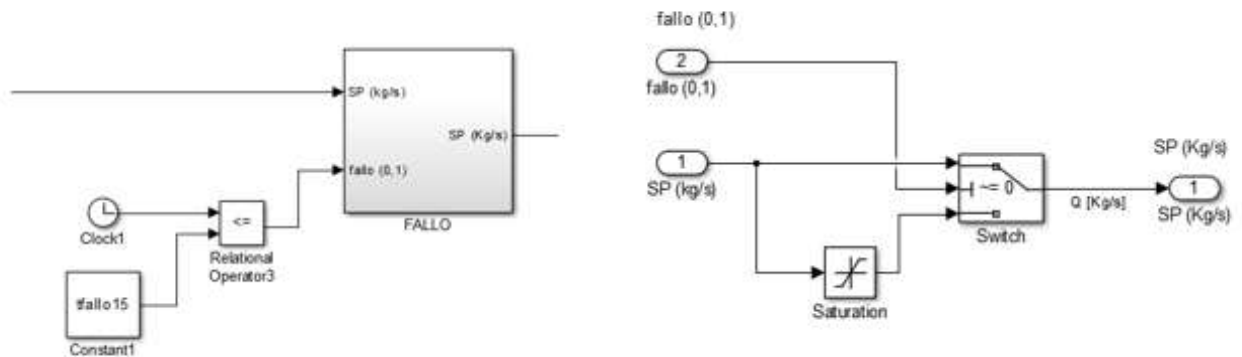 SP (kg/s)
SP (Kg/s)
fallo (0,1)
FALLO
Clock1
<=
Relational
Operator3
tfallo15
Constant1
fallo (0,1)
2
fallo (0,1)
1
SP (kg/s)
~= 0
Switch
Q [Kg/s]
SP (Kg/s)
1
SP (Kg/s)
Saturation